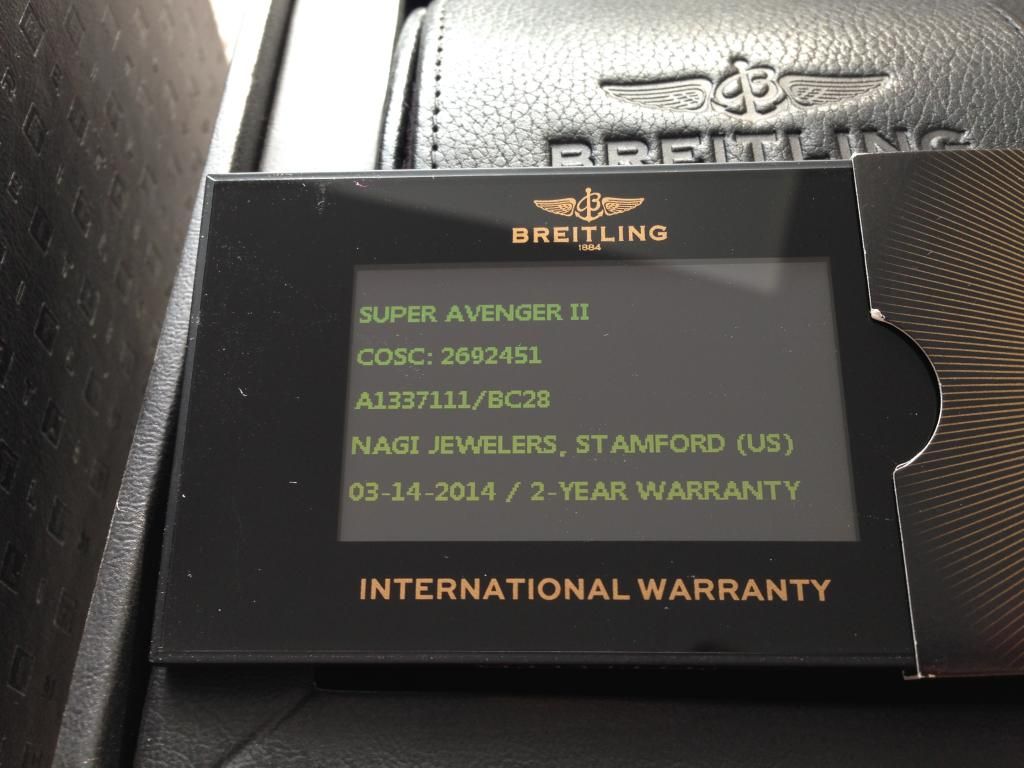 BREITLING
BREITLING
1884
SUPER AVENGER II
COSC: 2692451
A1337111/BC28
NAGI JEWELERS, STAMFORD (US)
03-14-2014 / 2-YEAR WARRANTY
INTERNATIONAL WARRANTY